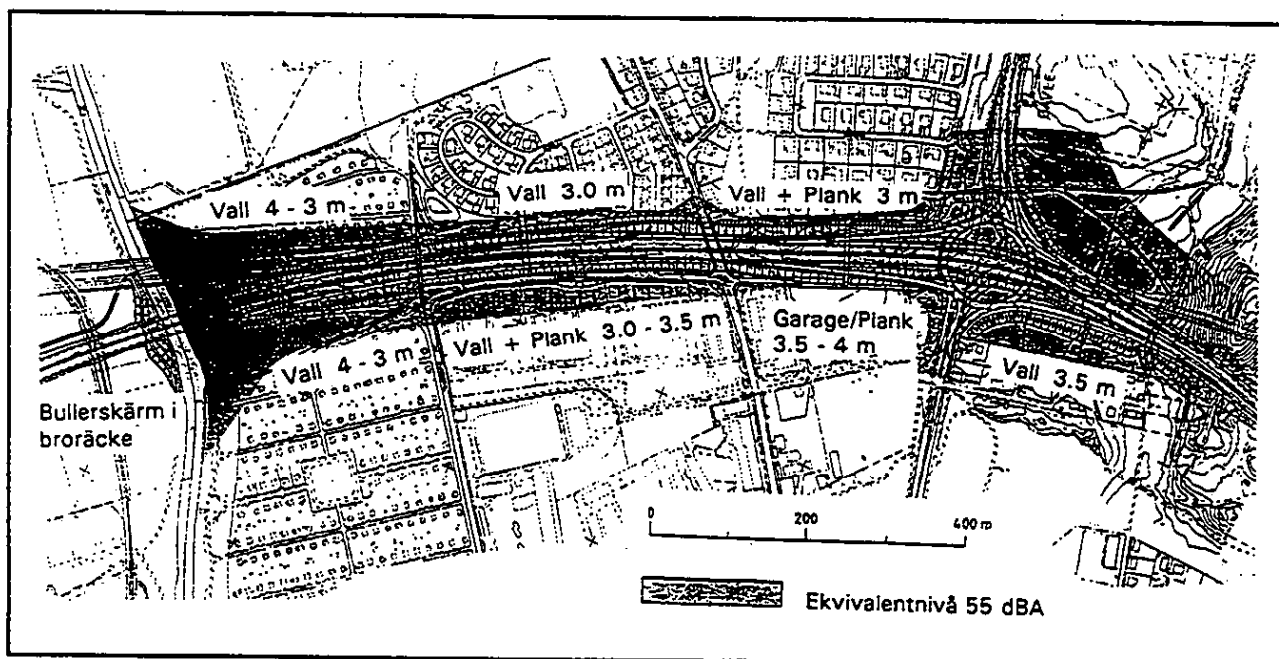 Vall 4 - 3 m
Vall 3.0 m
Vall + Plank 3 m
Vall 4 - 3 m
Vall + Plank 3.0 - 3.5 m
Garage/Plank
3.5 - 4 m
Vall 3.5 m
Bullerskärm i
broräcke
0 200 400 m
Ekvivalentnivå 55 dBA